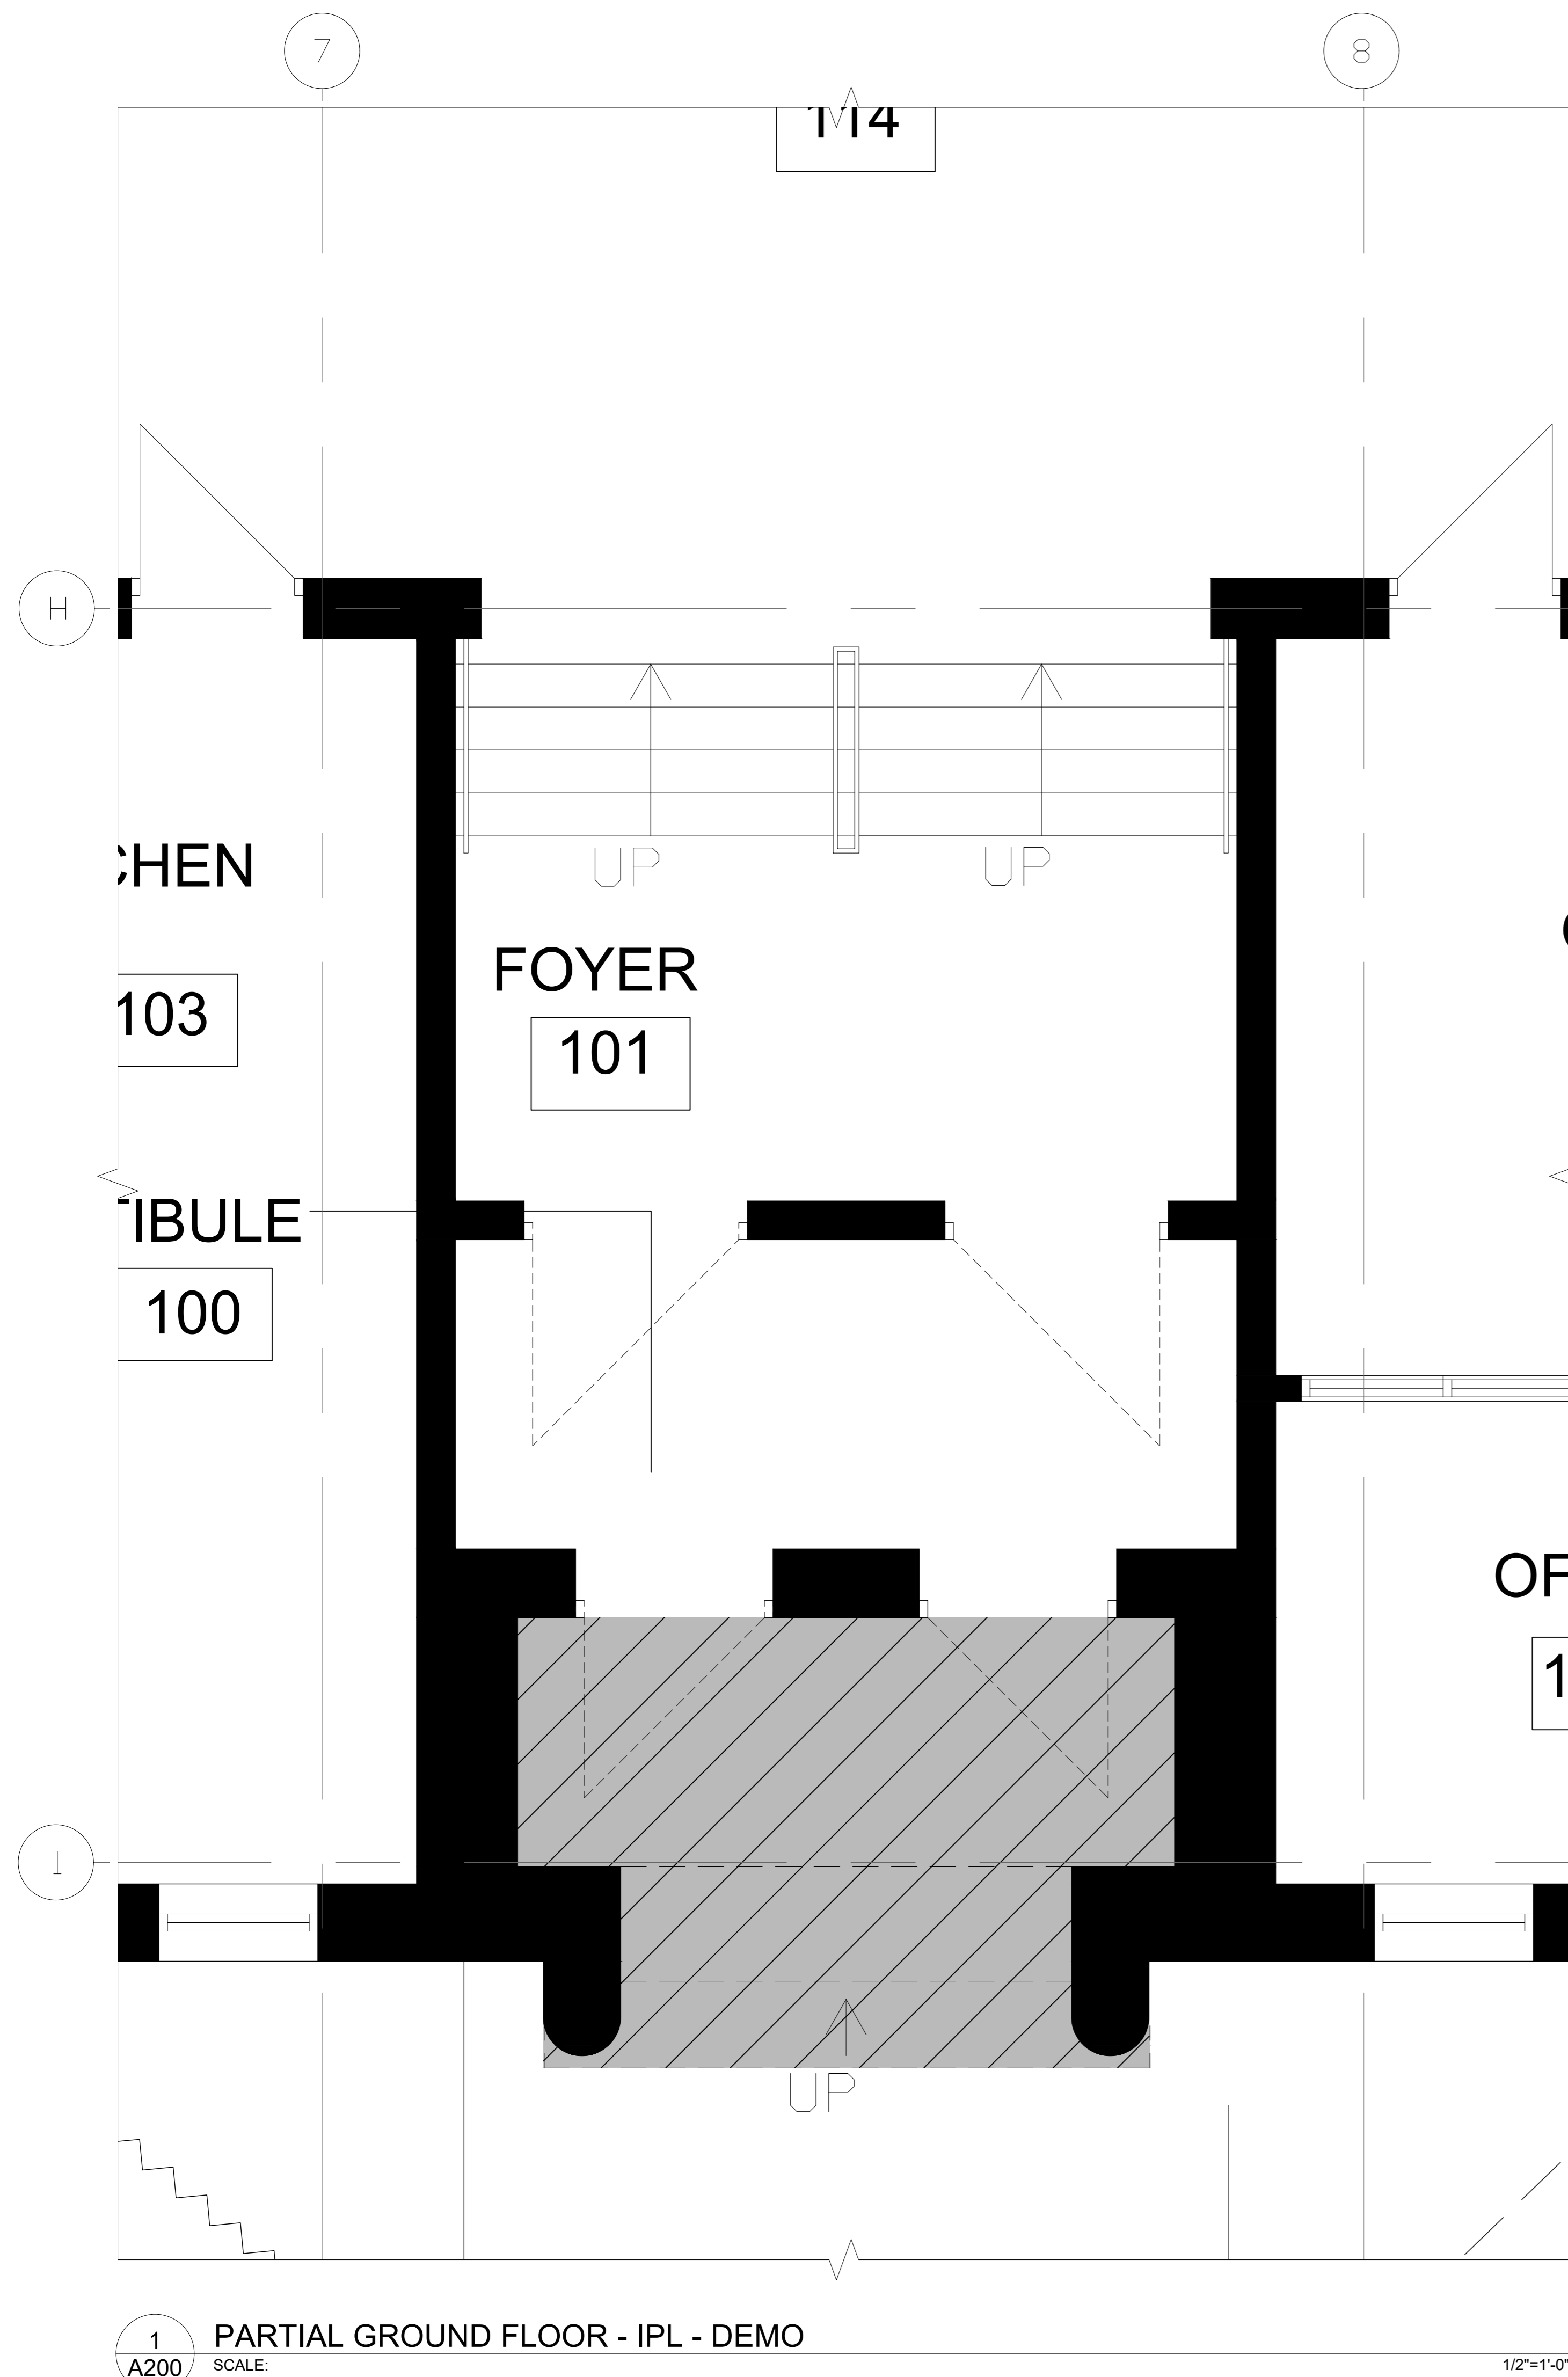 7
8
114
H
UP
UP
CHEN
FOYER
103
101
TIBULE
100
OF
1
I
UP
1
PARTIAL GROUND FLOOR - IPL - DEMO
A200
SCALE:
1/2"=1'-0"